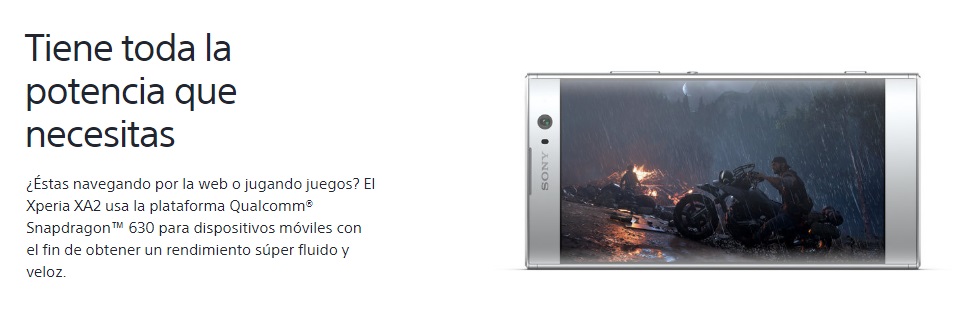 Tiene toda la
potencia que
necesitas
¿Éstas navegando por la web o jugando juegos? El
Xperia XA2 usa la plataforma Qualcomm®
Snapdragon™ 630 para dispositivos móviles con
el fin de obtener un rendimiento súper fluido y
veloz.
SONY